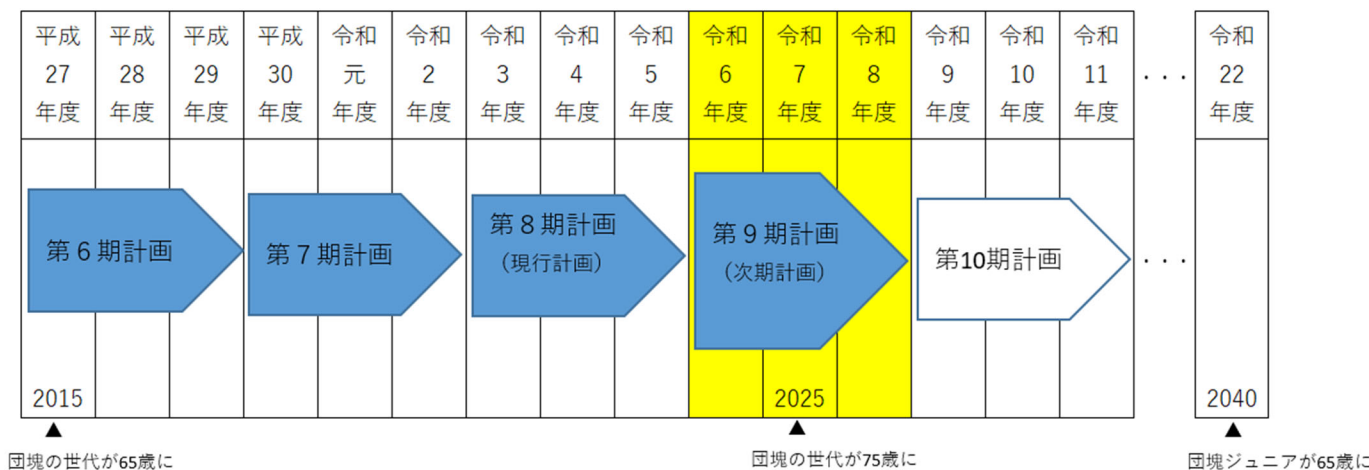 平成 平成 平成 平成 令和 令和 令和 令和 令和 令和 令和 令和 令和 令和 令和 令和
27 28 29 30 元 2 3 4 5 6 7 8 9 10 11 ・・・ 22
年度 年度 年度 年度 年度 年度 年度 年度 年度 年度 年度 年度 年度 年度 年度 年度
第6期計画
第7期計画
第8期計画
（現行計画）
第9期計画
（次期計画）
第10期計画
・・・
2015 2025 2040
▲ ▲ ▲
団塊の世代が65歳に 団塊の世代が75歳に 団塊ジュニアが65歳に